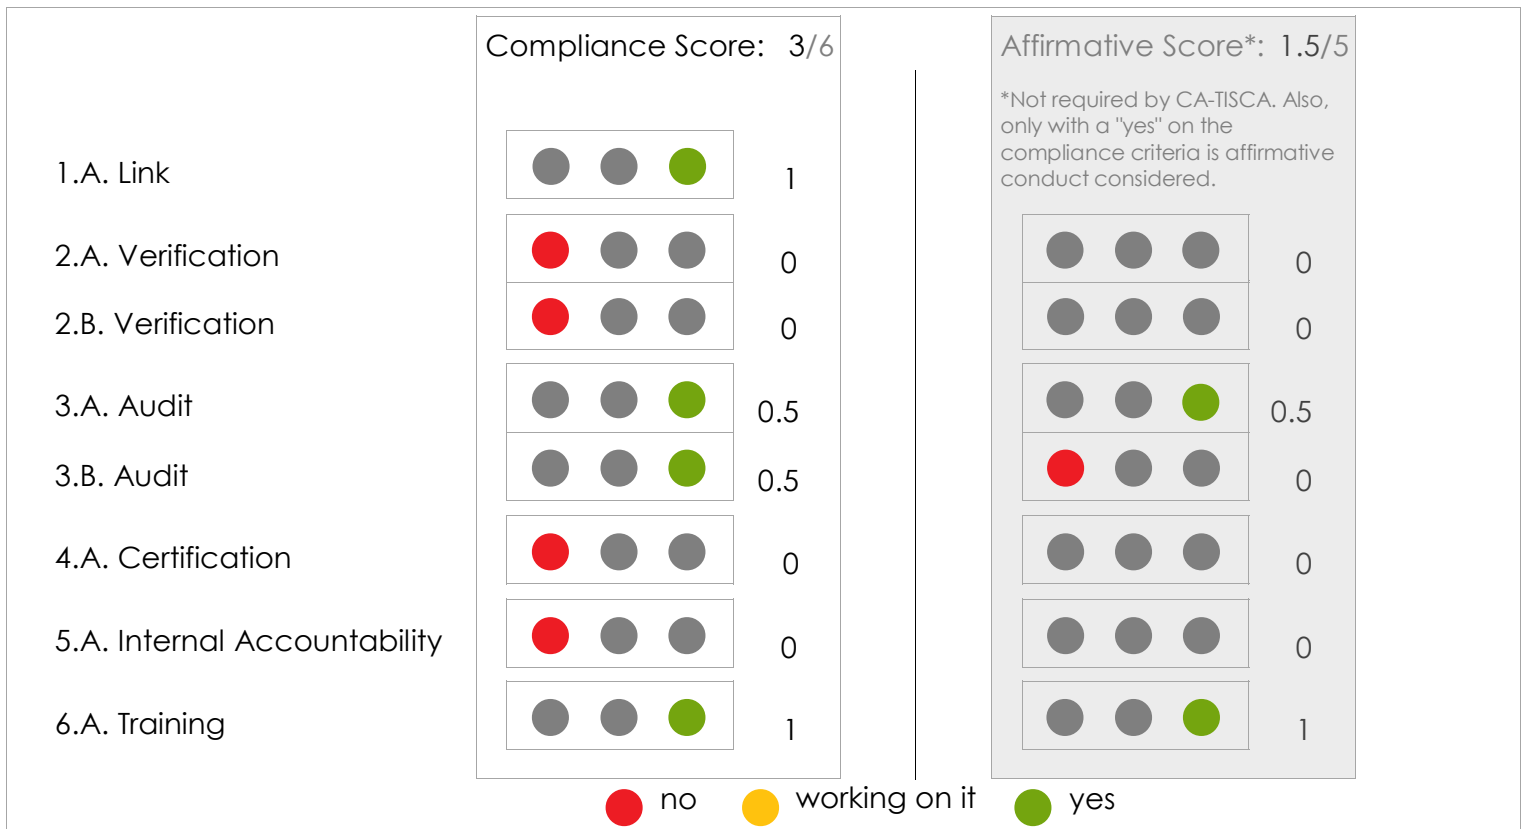 Compliance Score: 3/6
Affirmative Score*: 1.5/5
*Not required by CA-TISCA. Also,
only with a "yes" on the
compliance criteria is affirmative
conduct considered.
1.A. Link 1
2.A. Verification 0 0
2.B. Verification 0 0
3.A. Audit 0.5 0.5
3.B. Audit 0.5 0
4.A. Certification 0 0
5.A. Internal Accountability 0 0
6.A. Training 1 1
no working on it yes